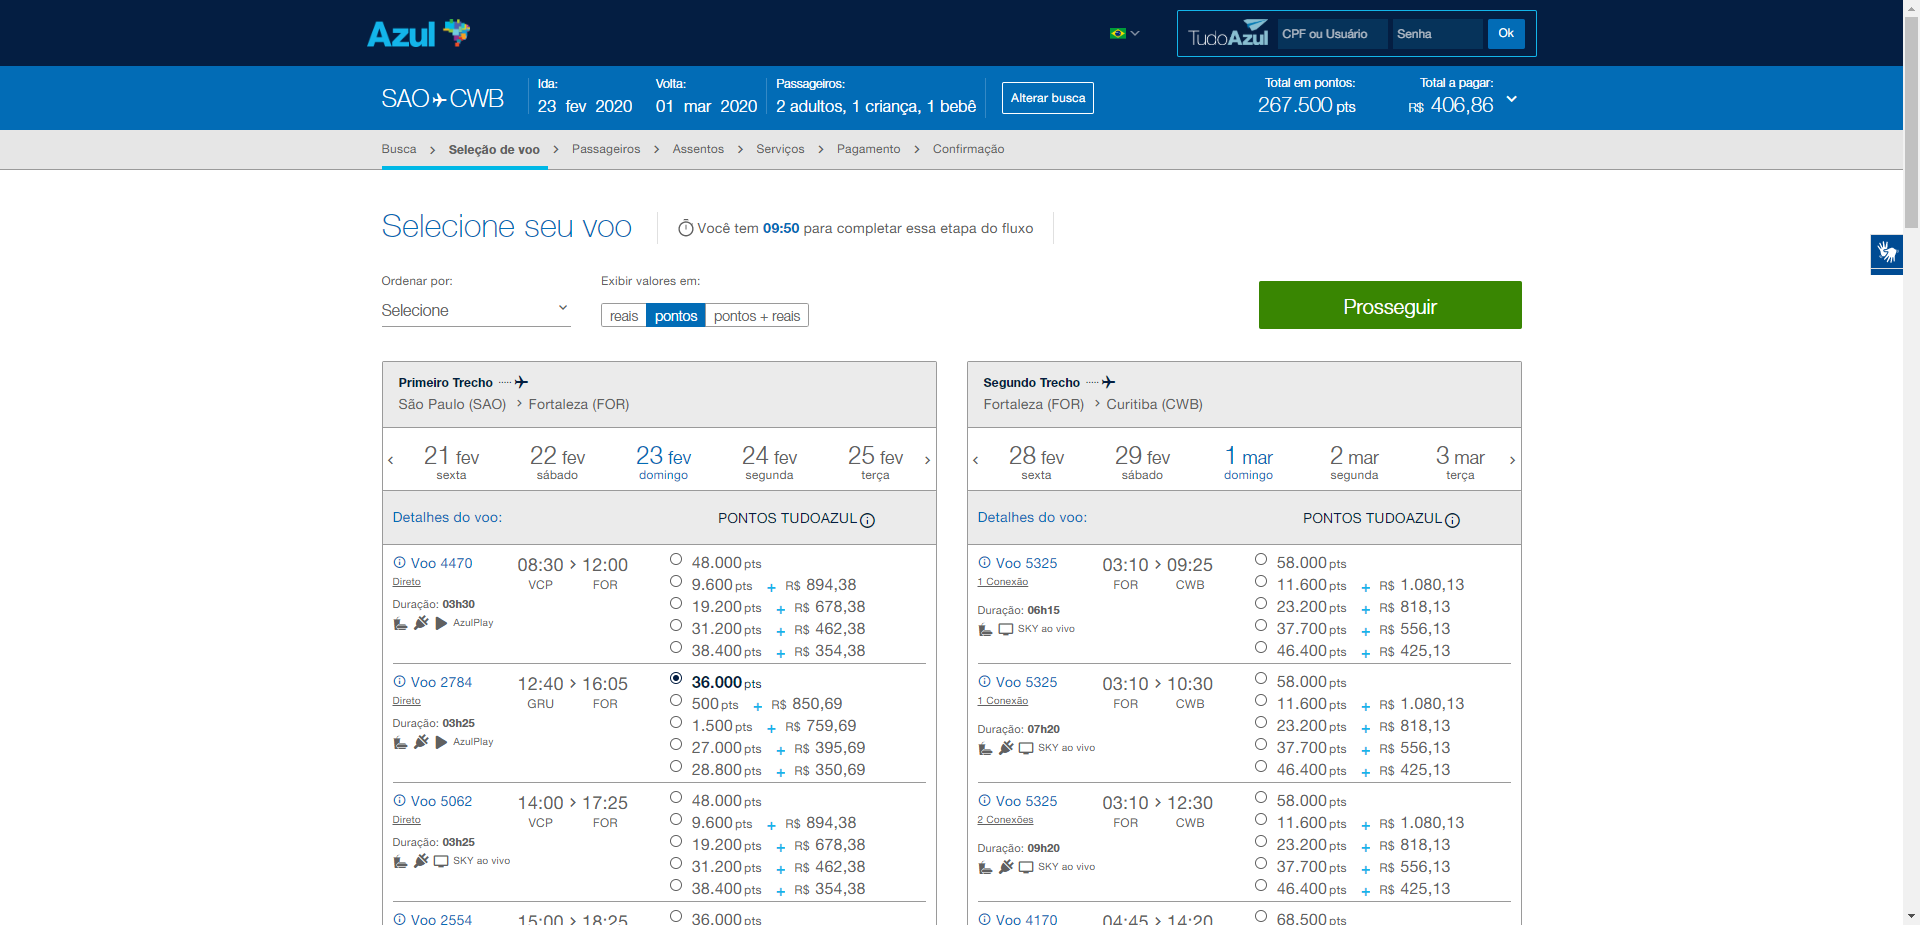 Azul
TudoAzul CPF ou Usuário Senha Ok
SAO CWB
Ida: 23 fev 2020
Volta: 01 mar 2020
Passageiros: 2 adultos, 1 criança, 1 bebê
Alterar busca
Total em pontos: 267.500 pts
Total a pagar: R$ 406,86
Busca > Seleção de voo > Passageiros > Assentos > Serviços > Pagamento > Confirmação
Selecione seu voo
Você tem 09:50 para completar essa etapa do fluxo
Ordenar por:
Selecione
Exibir valores em:
reais pontos pontos + reais
Prosseguir
Primeiro Trecho
São Paulo (SAO) > Fortaleza (FOR)
‹ 21 fev 22 fev 23 fev 24 fev 25 fev ›
sexta sábado domingo segunda terça
Detalhes do voo: PONTOS TUDOAZUL
Voo 4470 08:30 > 12:00
Direto VCP FOR
Duração: 03h30
AzulPlay
48.000 pts
9.600 pts + R$ 894,38
19.200 pts + R$ 678,38
31.200 pts + R$ 462,38
38.400 pts + R$ 354,38
Voo 2784 12:40 > 16:05
Direto GRU FOR
Duração: 03h25
AzulPlay
36.000 pts
500 pts + R$ 850,69
1.500 pts + R$ 759,69
27.000 pts + R$ 395,69
28.800 pts + R$ 350,69
Voo 5062 14:00 > 17:25
Direto VCP FOR
Duração: 03h25
SKY ao vivo
48.000 pts
9.600 pts + R$ 894,38
19.200 pts + R$ 678,38
31.200 pts + R$ 462,38
38.400 pts + R$ 354,38
Voo 2554 15:00 > 18:25
36.000 pts
Segundo Trecho
Fortaleza (FOR) > Curitiba (CWB)
‹ 28 fev 29 fev 1 mar 2 mar 3 mar ›
sexta sábado domingo segunda terça
Detalhes do voo: PONTOS TUDOAZUL
Voo 5325 03:10 > 09:25
1 Conexão FOR CWB
Duração: 06h15
SKY ao vivo
58.000 pts
11.600 pts + R$ 1.080,13
23.200 pts + R$ 818,13
37.700 pts + R$ 556,13
46.400 pts + R$ 425,13
Voo 5325 03:10 > 10:30
1 Conexão FOR CWB
Duração: 07h20
SKY ao vivo
58.000 pts
11.600 pts + R$ 1.080,13
23.200 pts + R$ 818,13
37.700 pts + R$ 556,13
46.400 pts + R$ 425,13
Voo 5325 03:10 > 12:30
2 Conexões FOR CWB
Duração: 09h20
SKY ao vivo
58.000 pts
11.600 pts + R$ 1.080,13
23.200 pts + R$ 818,13
37.700 pts + R$ 556,13
46.400 pts + R$ 425,13
Voo 4170 04:45 > 14:20
68.500 pts